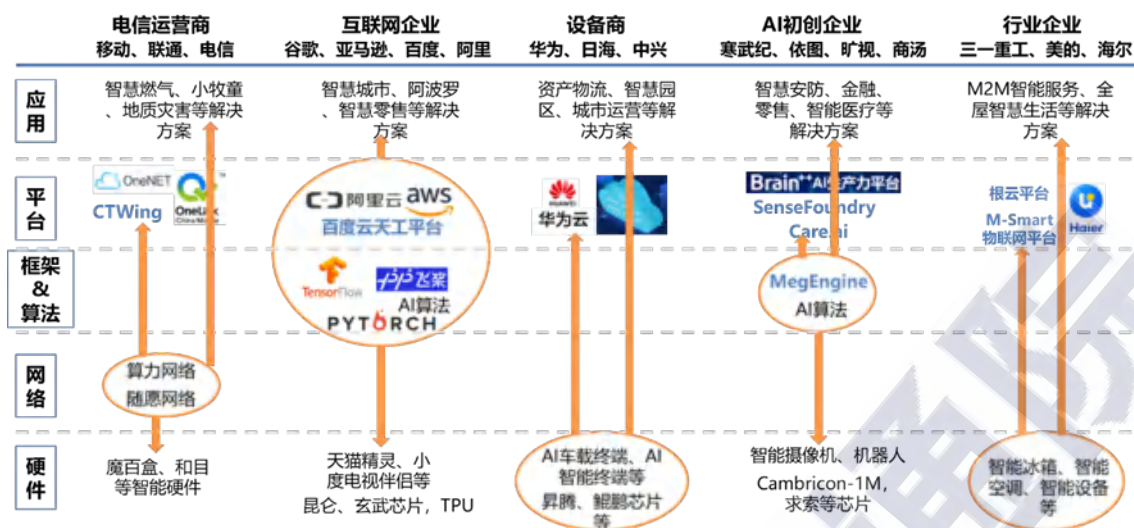 电信运营商
移动、联通、电信
互联网企业
谷歌、亚马逊、百度、阿里
设备商
华为、日海、中兴
AI初创企业
寒武纪、依图、旷视、商汤
行业企业
三一重工、美的、海尔
应用
智慧燃气、小牧童
、地质灾害等解决
方案
智慧城市、阿波罗
、智慧零售等解决
方案
资产物流、智慧园
区、城市运营等解
决方案
智慧安防、金融、
零售、智能医疗等
解决方案
M2M智能服务、全
屋智慧生活等解决
方案
平台
OneNET
OneLink
China Mobile
CTWing
阿里云
aws
百度云天工平台
HUAWEI
华为云
Brain++AI生产力平台
SenseFoundry
Care.ai
根云平台
M-Smart
物联网平台
Haier
框架
&
算法
TensorFlow
飞桨
AI算法
PYTORCH
MegEngine
AI算法
网络
算力网络
随愿网络
硬件
魔百盒、和目
等智能硬件
天猫精灵、小
度电视伴侣等
昆仑、玄武芯片，TPU
AI车载终端、AI
智能终端等
昇腾、鲲鹏芯片
等
智能摄像机、机器人
Cambricon-1M，
求索等芯片
智能冰箱、智能
空调、智能设备
等